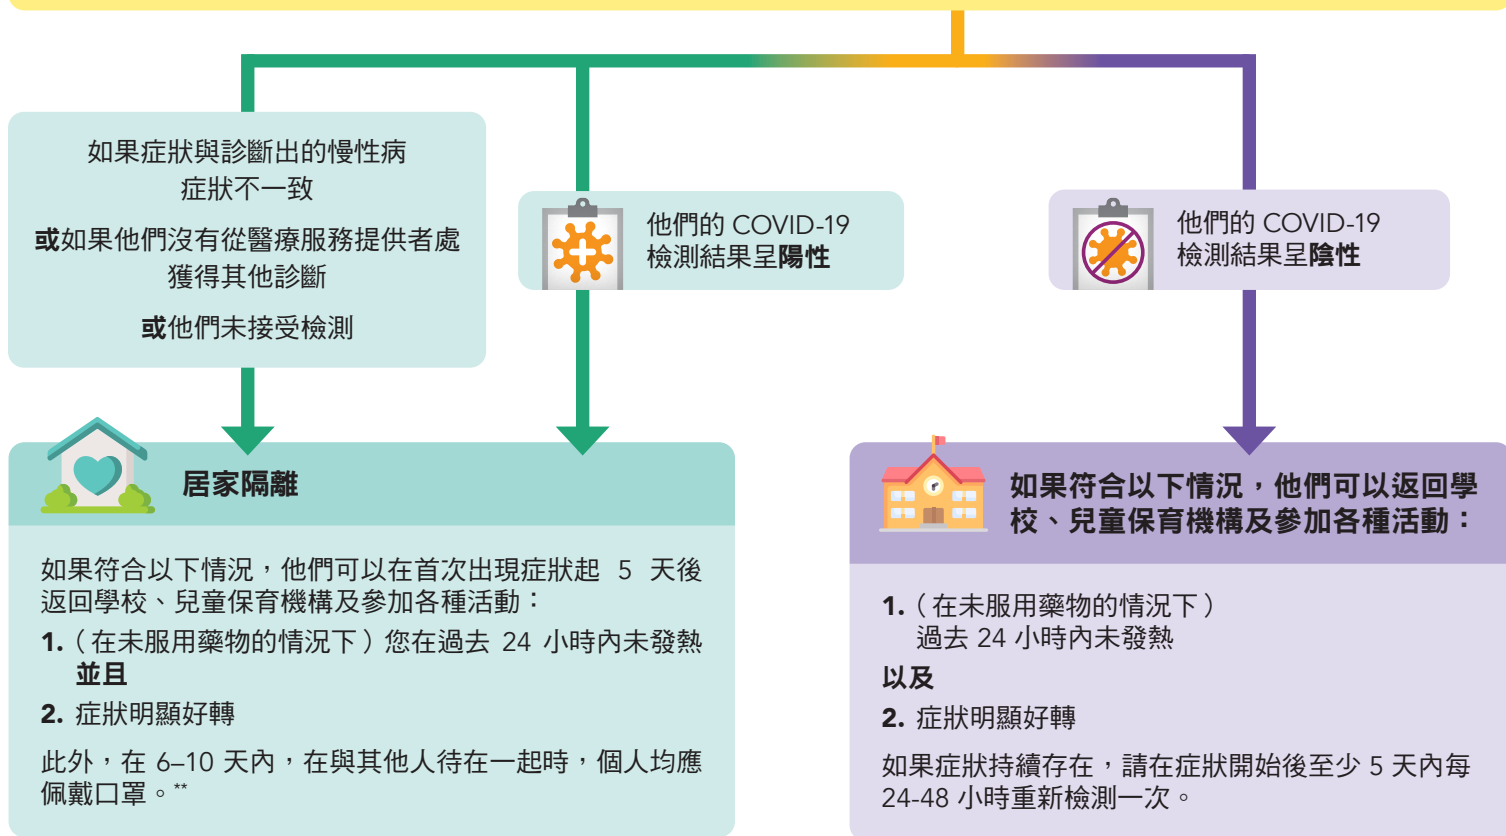 如果症狀與診斷出的慢性病
症狀不一致
或如果他們沒有從醫療服務提供者處
獲得其他診斷
或他們未接受檢測
他們的 COVID-19
檢測結果呈陽性
他們的 COVID-19
檢測結果呈陰性
居家隔離
如果符合以下情況，他們可以在首次出現症狀起 5 天後
返回學校、兒童保育機構及參加各種活動：
1.（在未服用藥物的情況下）您在過去 24 小時內未發熱
並且
2. 症狀明顯好轉
此外，在 6–10 天內，在與其他人待在一起時，個人均應
佩戴口罩。**
如果符合以下情況，他們可以返回學
校、兒童保育機構及參加各種活動：
1.（在未服用藥物的情況下）
過去 24 小時內未發熱
以及
2. 症狀明顯好轉
如果症狀持續存在，請在症狀開始後至少 5 天內每
24-48 小時重新檢測一次。